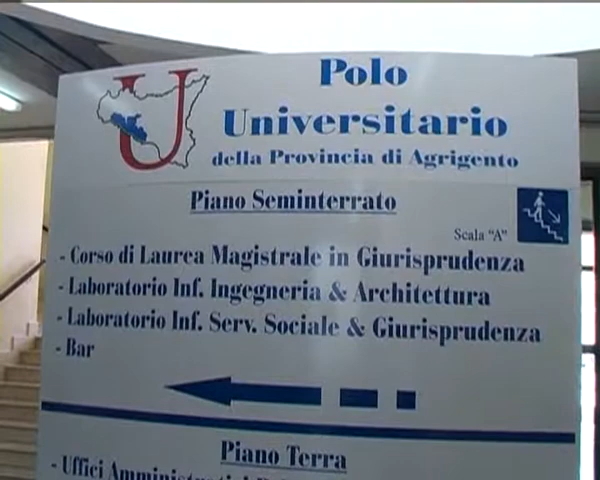 U
Polo
Universitario
della Provincia di Agrigento
Piano Seminterrato
Scala "A"
- Corso di Laurea Magistrale in Giurisprudenza
- Laboratorio Inf. Ingegneria & Architettura
- Laboratorio Inf. Serv. Sociale & Giurisprudenza
- Bar
Piano Terra
- Uffici Amministrativi